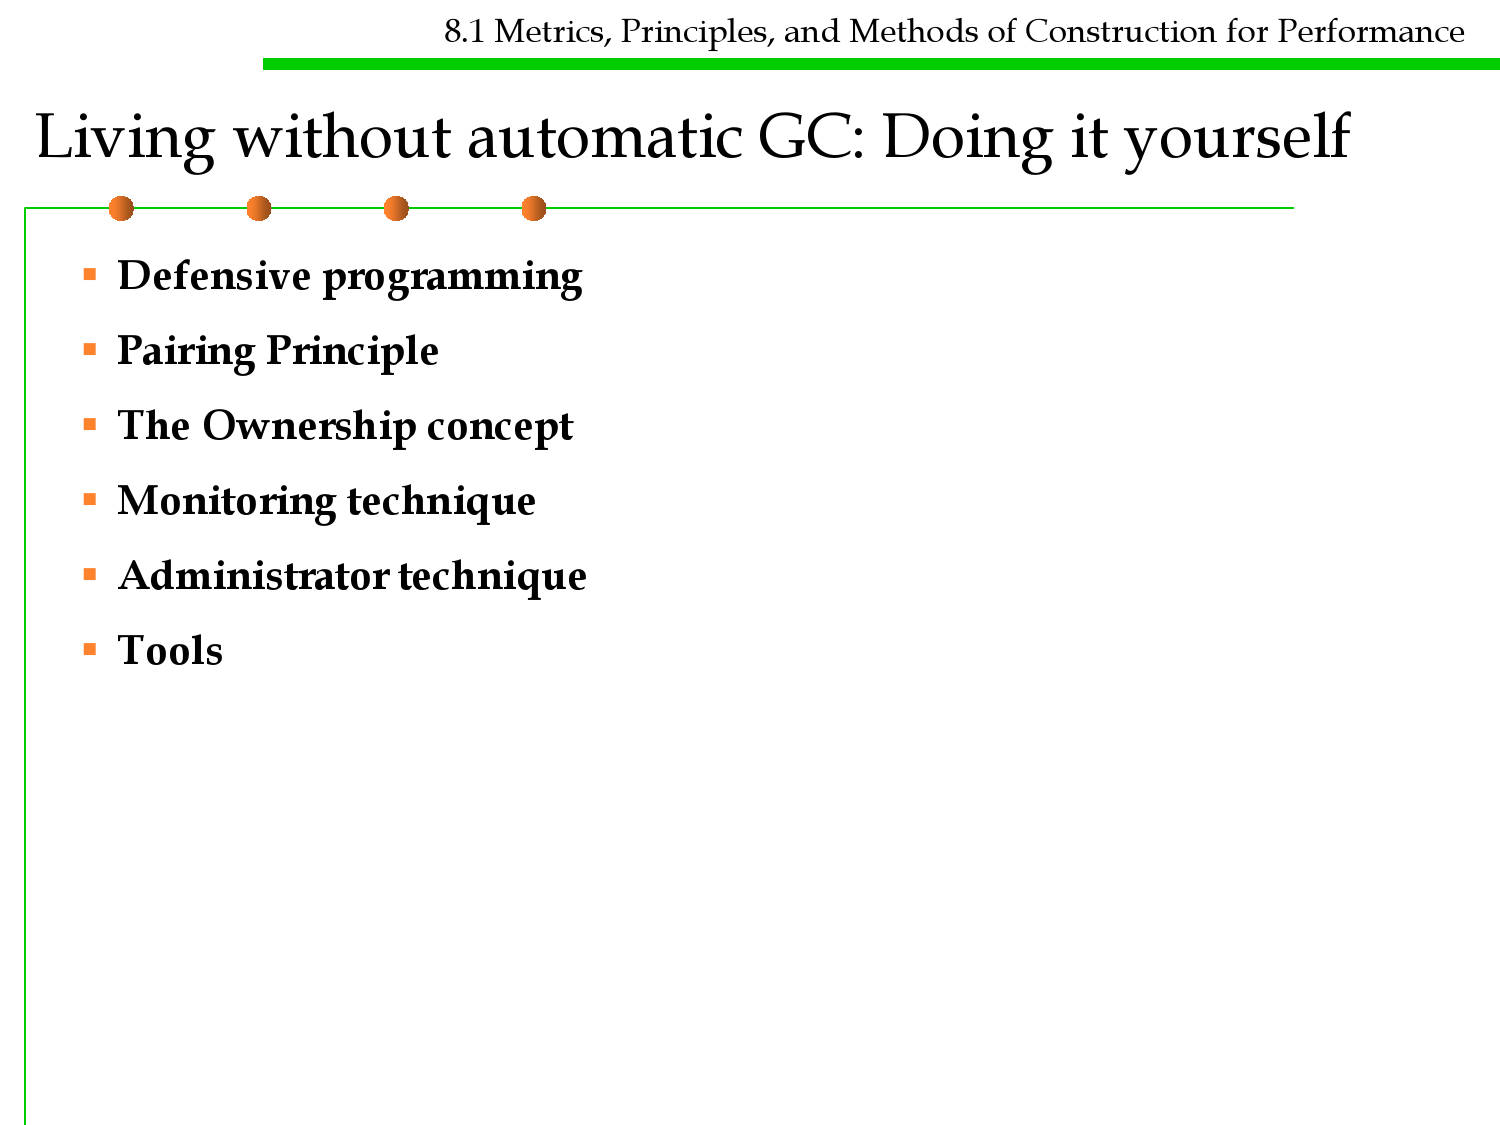 8.1 Metrics, Principles, and Methods of Construction for Performance
Living without automatic GC: Doing it yourself
Defensive programming
Pairing Principle
The Ownership concept
Monitoring technique
Administrator technique
Tools